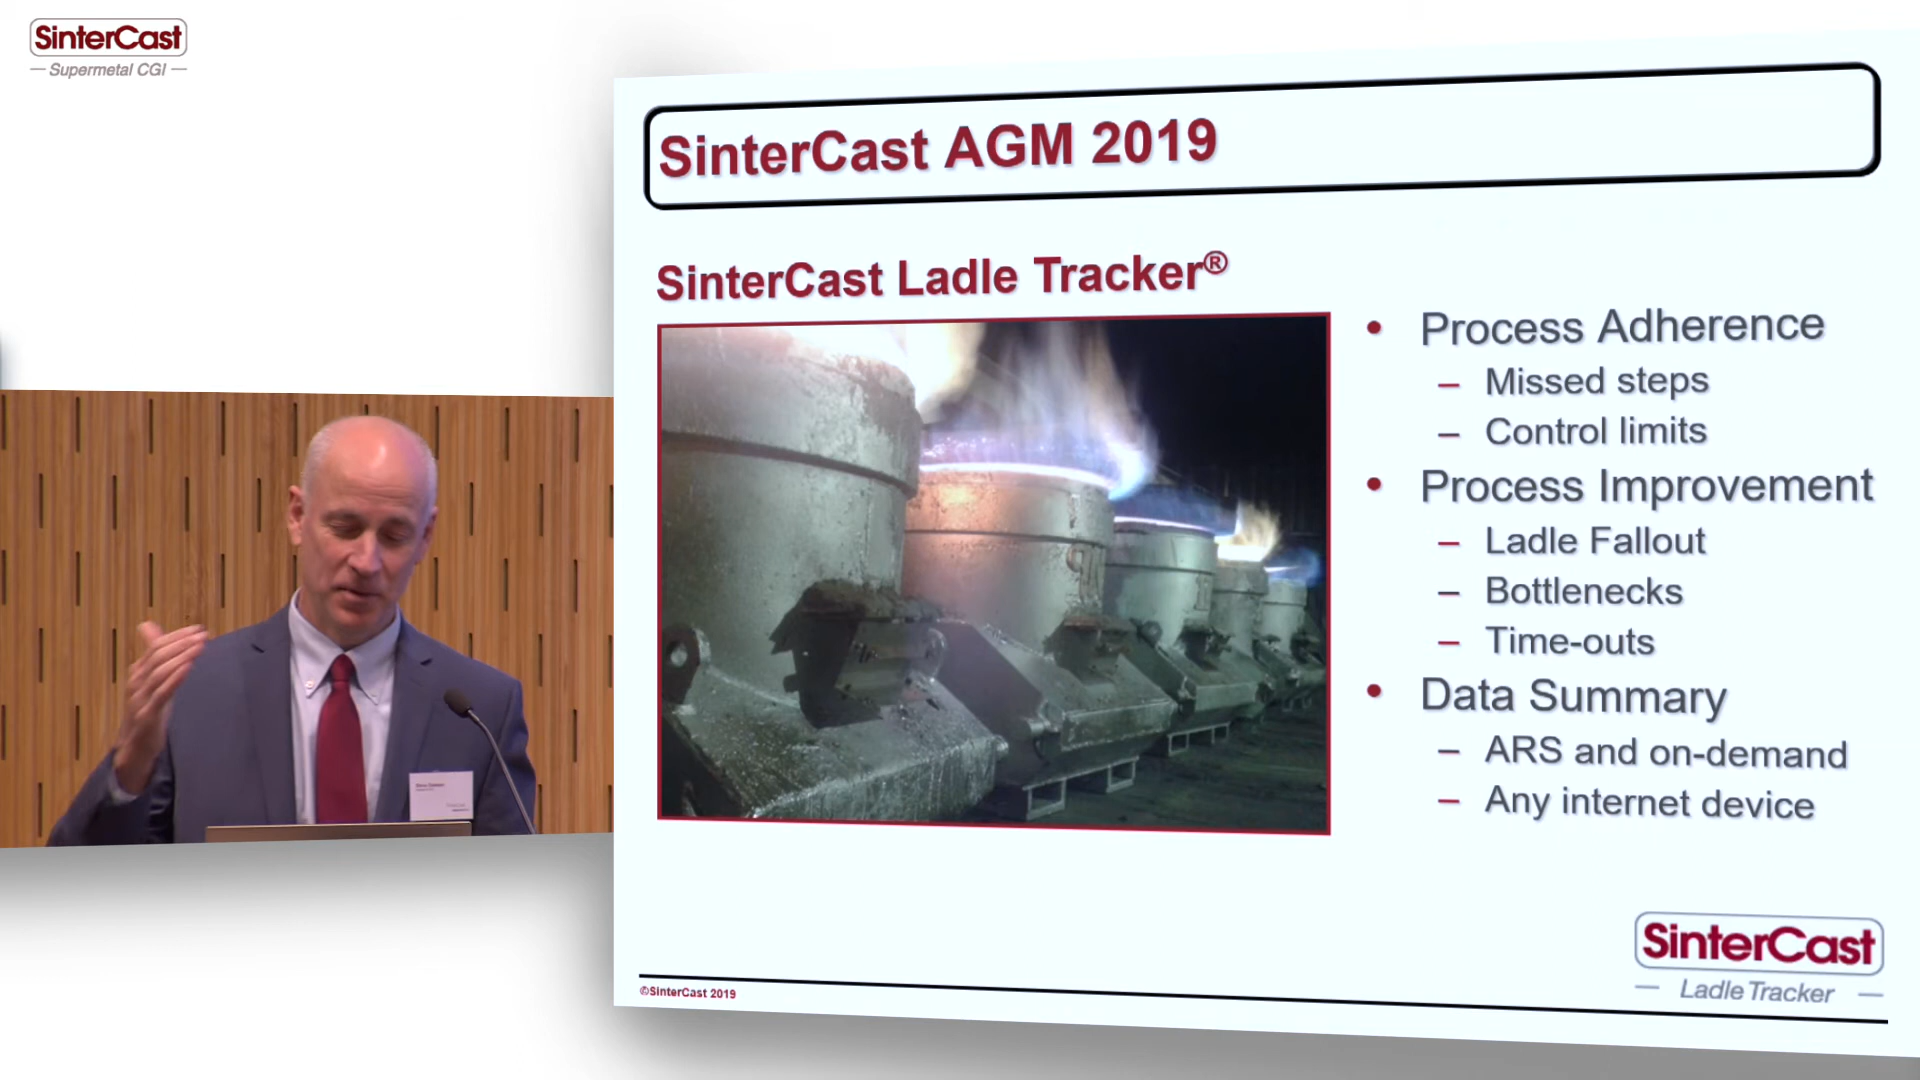 SinterCast
— Supermetal CGI —
SinterCast AGM 2019
SinterCast Ladle Tracker®
• Process Adherence
– Missed steps
– Control limits
• Process Improvement
– Ladle Fallout
– Bottlenecks
– Time-outs
• Data Summary
– ARS and on-demand
– Any internet device
SinterCast
— Ladle Tracker —
©SinterCast 2019